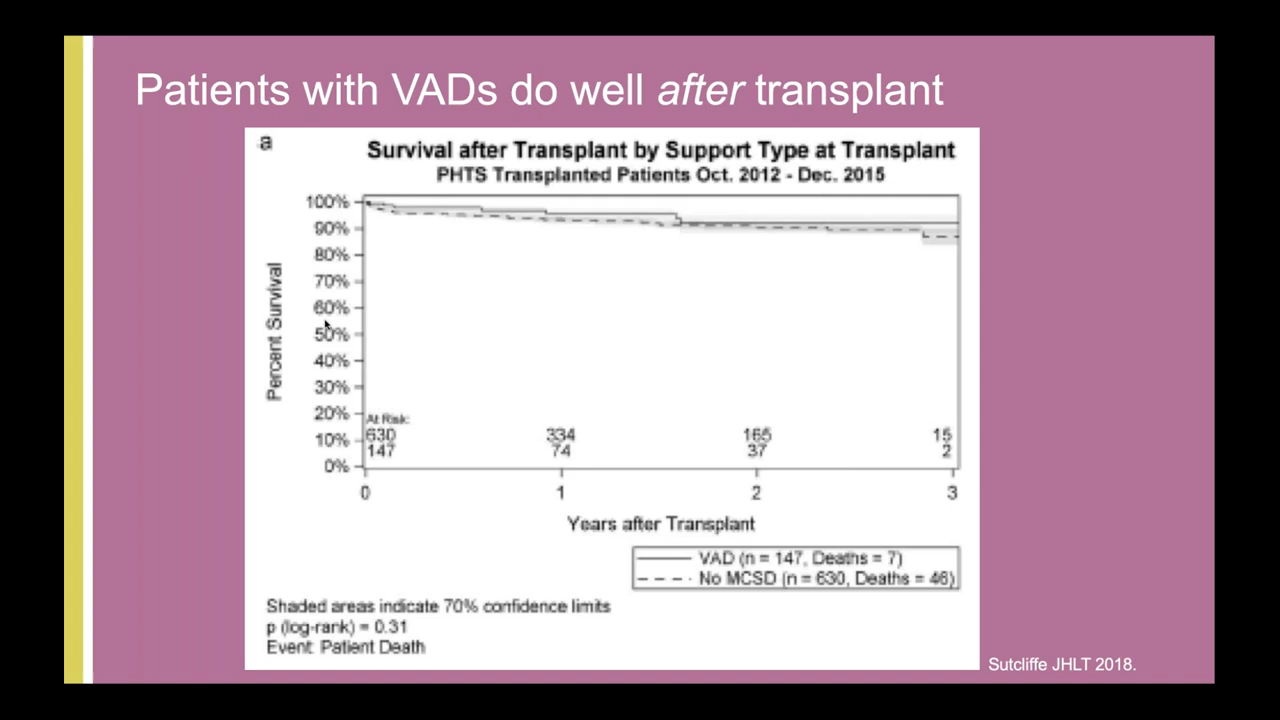 Patients with VADs do well after transplant
a
Survival after Transplant by Support Type at Transplant
PHTS Transplanted Patients Oct. 2012 - Dec. 2015
100%
90%
80%
70%
60%
50%
40%
30%
20%
10%
0%
Percent Survival
At Risk:
630 334 165 15
147 74 37 2
0 1 2 3
Years after Transplant
VAD (n = 147, Deaths = 7)
No MCSD (n = 630, Deaths = 46)
Shaded areas indicate 70% confidence limits
p (log-rank) = 0.31
Event: Patient Death
Sutcliffe JHLT 2018.